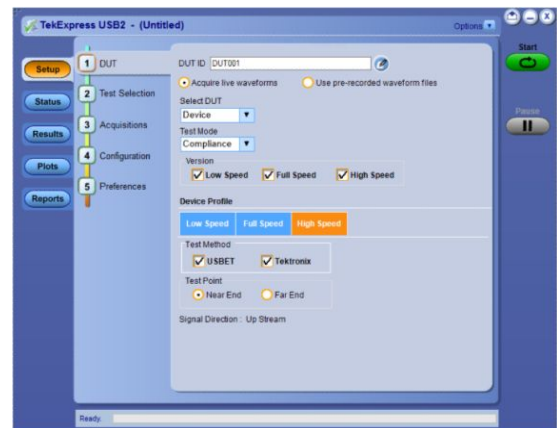 TekExpress USB2 - (Untitled)
Options
Start
Pause
Setup
Status
Results
Plots
Reports
1 DUT
2 Test Selection
3 Acquisitions
4 Configuration
5 Preferences
DUT ID DUT001
Acquire live waveforms Use pre-recorded waveform files
Select DUT
Device
Test Mode
Compliance
Version
Low Speed Full Speed High Speed
Device Profile
Low Speed Full Speed High Speed
Test Method
USBET Tektronix
Test Point
Near End Far End
Signal Direction : Up Stream
Ready.